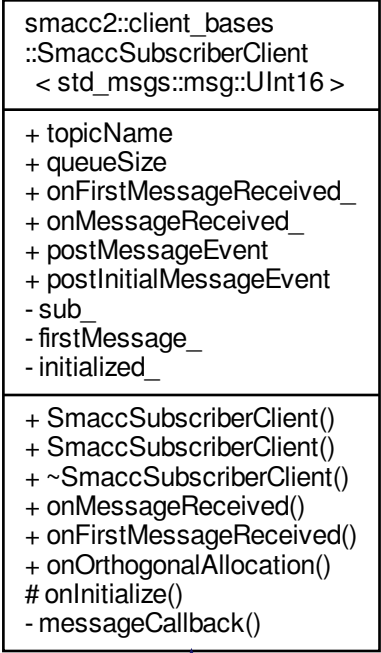 smacc2::client_bases
::SmaccSubscriberClient
< std_msgs::msg::UInt16 >
+ topicName
+ queueSize
+ onFirstMessageReceived_
+ onMessageReceived_
+ postMessageEvent
+ postInitialMessageEvent
- sub_
- firstMessage_
- initialized_
+ SmaccSubscriberClient()
+ SmaccSubscriberClient()
+ ~SmaccSubscriberClient()
+ onMessageReceived()
+ onFirstMessageReceived()
+ onOrthogonalAllocation()
# onInitialize()
- messageCallback()